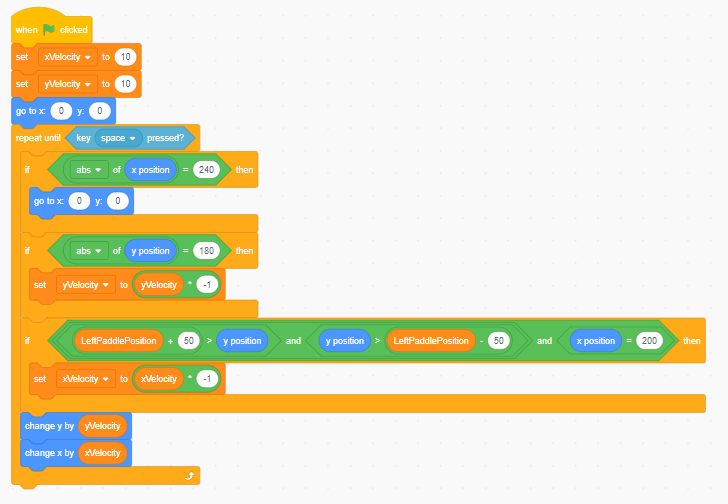 when clicked
set xVelocity to 10
set yVelocity to 10
go to x: 0 y: 0
repeat until key space pressed?
if abs of x position = 240 then
go to x: 0 y: 0
if abs of y position = 180 then
set yVelocity to yVelocity * -1
if LeftPaddlePosition + 50 > y position and y position > LeftPaddlePosition - 50 and x position = 200 then
set xVelocity to xVelocity * -1
change y by yVelocity
change x by xVelocity